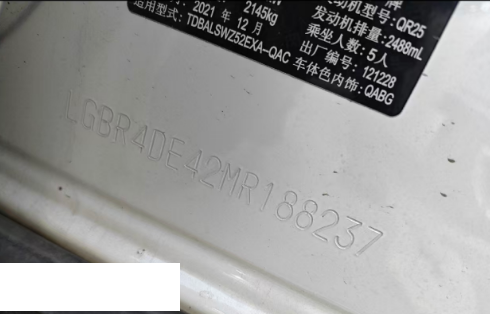 牌
发动机型号: QR25
2145kg
发动机排量: 2488mL
2021 年 12 月
乘坐人数: 5人
适用型式: TDBALSWZ52EXA-QAC
出厂编号: 121228
车体色内饰: QABG
LGBR4DE42MR188237